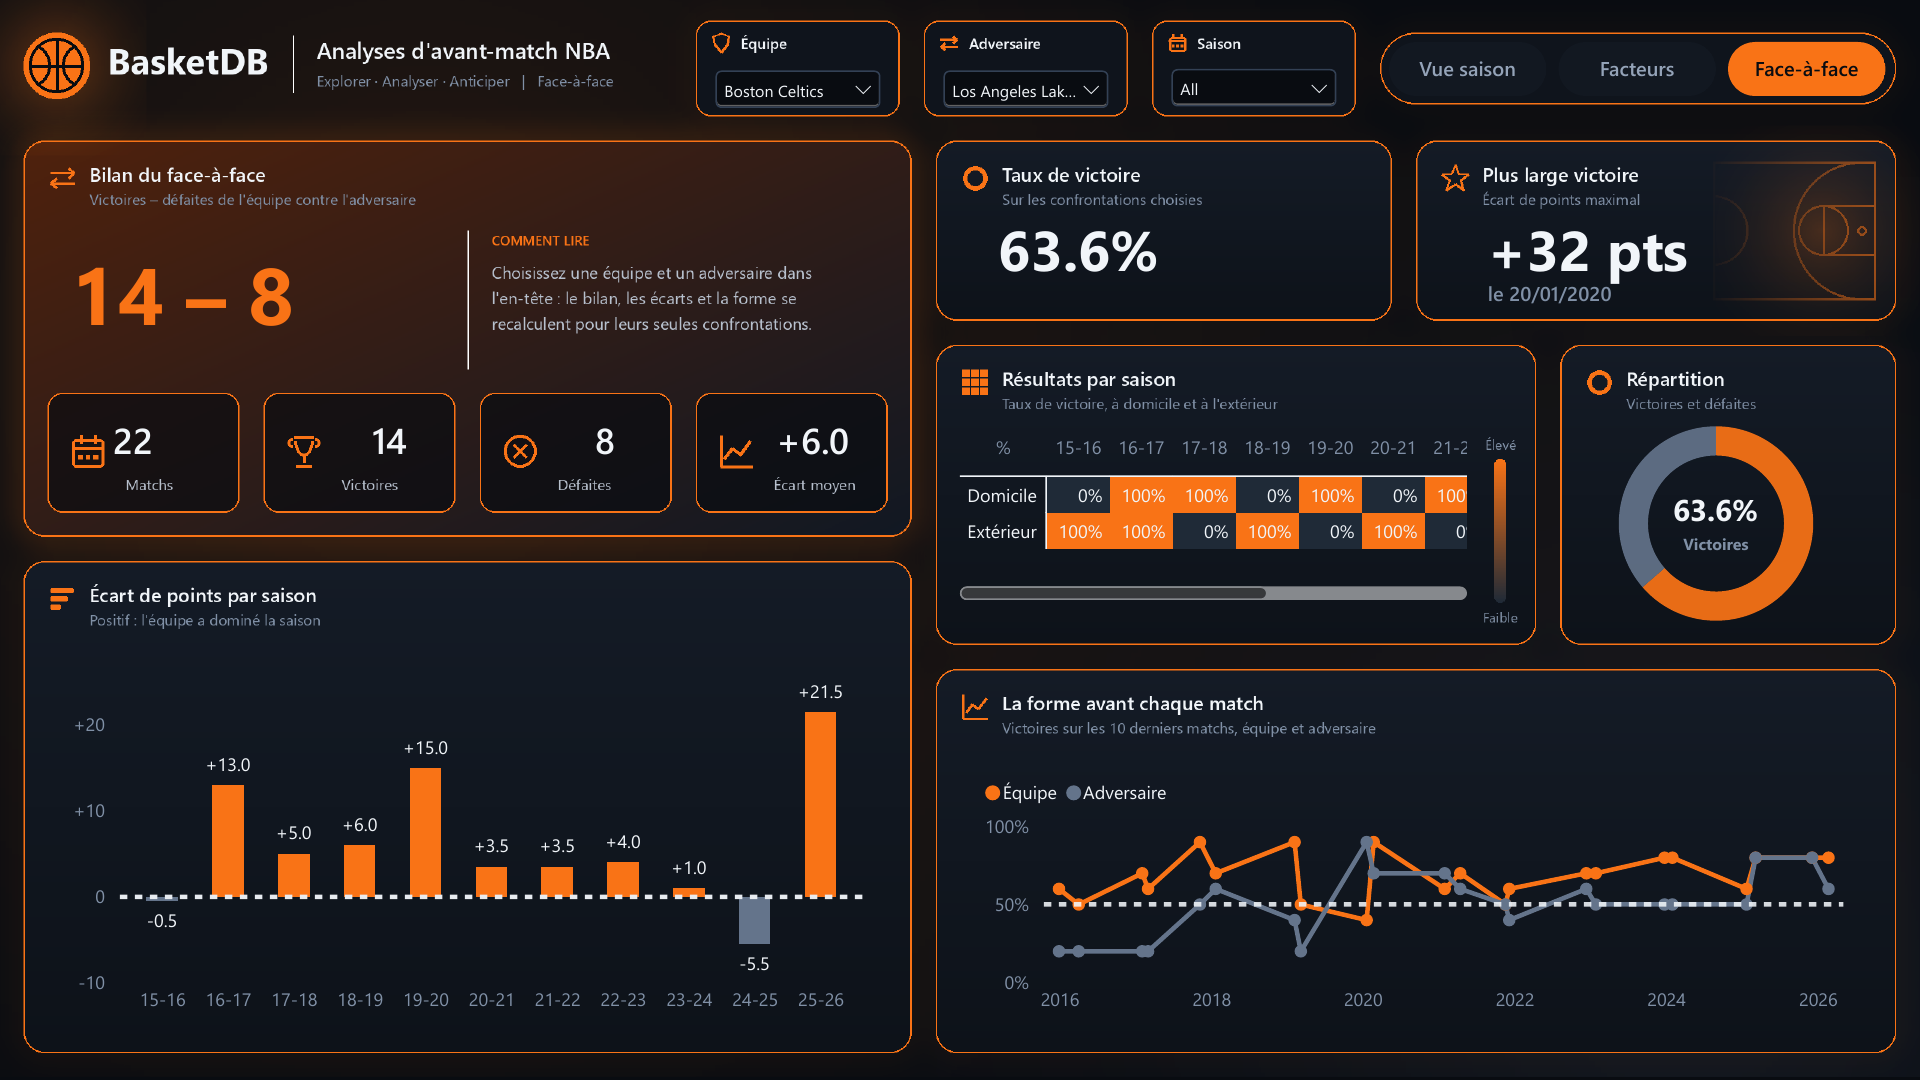 BasketDB
Analyses d'avant-match NBA
Explorer · Analyser · Anticiper | Face-à-face
Équipe
Boston Celtics
Adversaire
Los Angeles Lak...
Saison
All
Vue saison
Facteurs
Face-à-face
Bilan du face-à-face
Victoires – défaites de l'équipe contre l'adversaire
14 – 8
COMMENT LIRE
Choisissez une équipe et un adversaire dans
l'en-tête : le bilan, les écarts et la forme se
recalculent pour leurs seules confrontations.
22
Matchs
14
Victoires
8
Défaites
+6.0
Écart moyen
Taux de victoire
Sur les confrontations choisies
63.6%
Plus large victoire
Écart de points maximal
+32 pts
le 20/01/2020
Résultats par saison
Taux de victoire, à domicile et à l'extérieur
% 15-16 16-17 17-18 18-19 19-20 20-21 21-2
Domicile 0% 100% 100% 0% 100% 0% 100
Extérieur 100% 100% 0% 100% 0% 100% 0
Élevé
Faible
Répartition
Victoires et défaites
63.6%
Victoires
Écart de points par saison
Positif : l'équipe a dominé la saison
+20
+10
0
-10
-0.5
+13.0
+5.0
+6.0
+15.0
+3.5
+3.5
+4.0
+1.0
-5.5
+21.5
15-16 16-17 17-18 18-19 19-20 20-21 21-22 22-23 23-24 24-25 25-26
La forme avant chaque match
Victoires sur les 10 derniers matchs, équipe et adversaire
Équipe Adversaire
100%
50%
0%
2016 2018 2020 2022 2024 2026